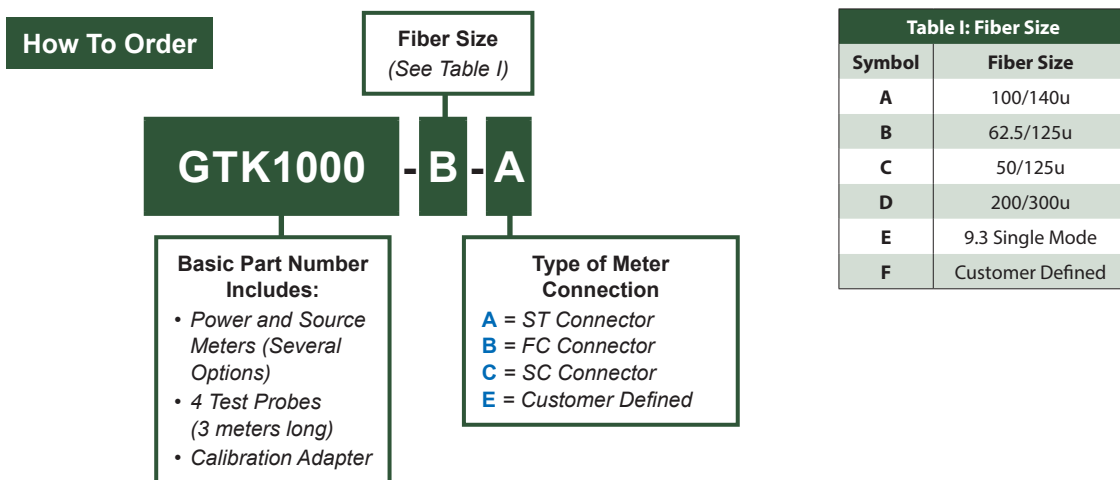 How To Order
Fiber Size
(See Table I)
GTK1000 - B - A
Basic Part Number
Includes:
• Power and Source
Meters (Several
Options)
• 4 Test Probes
(3 meters long)
• Calibration Adapter
Type of Meter
Connection
A = ST Connector
B = FC Connector
C = SC Connector
E = Customer Defined
Table I: Fiber Size
Symbol Fiber Size
A 100/140u
B 62.5/125u
C 50/125u
D 200/300u
E 9.3 Single Mode
F Customer Defined